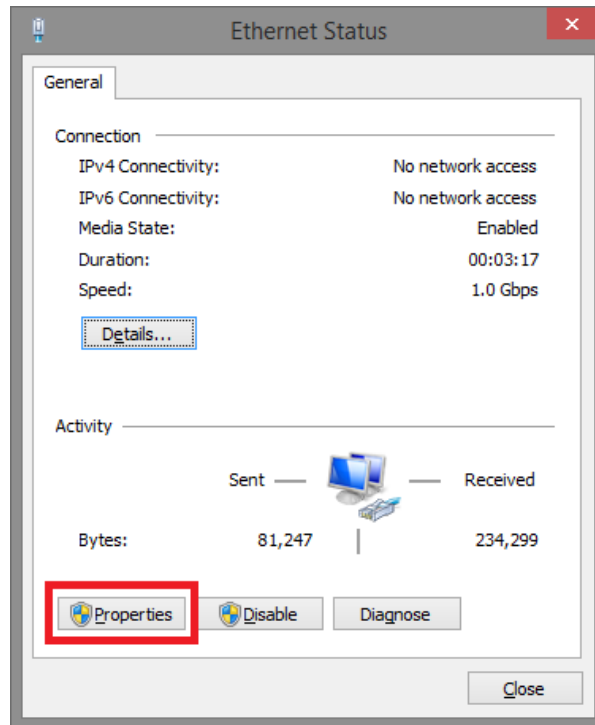 Ethernet Status
General
Connection
IPv4 Connectivity: No network access
IPv6 Connectivity: No network access
Media State: Enabled
Duration: 00:03:17
Speed: 1.0 Gbps
Details...
Activity
Sent Received
Bytes: 81,247 234,299
Properties Disable Diagnose
Close